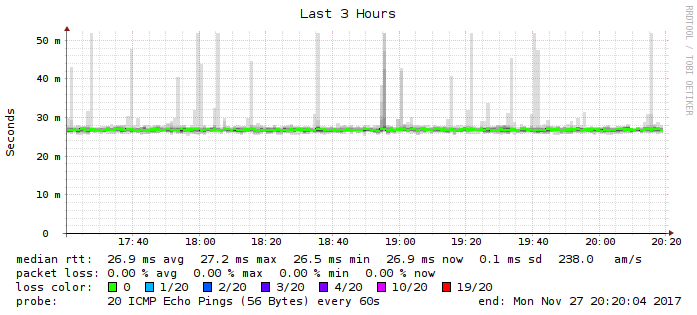 Last 3 Hours
RRDTOOL / TOBI OETIKER
Seconds
50 m
40 m
30 m
20 m
10 m
0
17:40 18:00 18:20 18:40 19:00 19:20 19:40 20:00 20:20
median rtt: 26.9 ms avg 27.2 ms max 26.5 ms min 26.9 ms now 0.1 ms sd 238.0 am/s
packet loss: 0.00 % avg 0.00 % max 0.00 % min 0.00 % now
loss color: 0 1/20 2/20 3/20 4/20 10/20 19/20
probe: 20 ICMP Echo Pings (56 Bytes) every 60s end: Mon Nov 27 20:20:04 2017